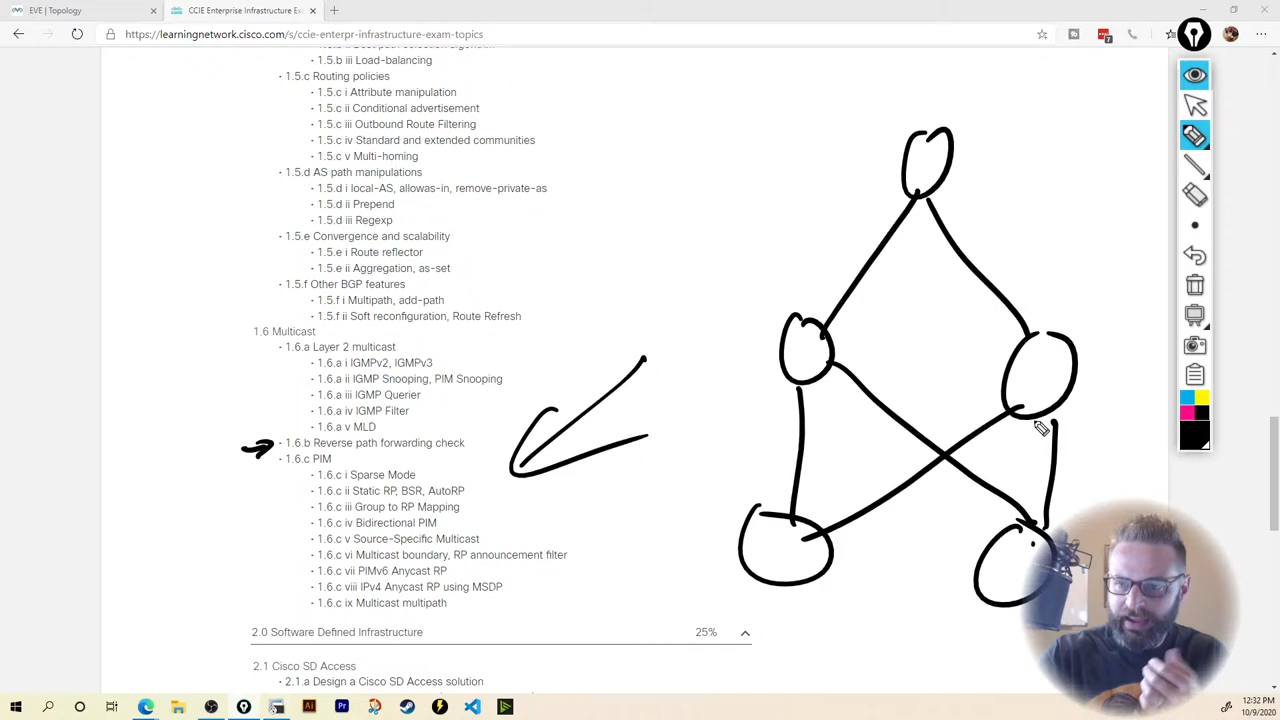 EVE | Topology
CCIE Enterprise Infrastructure Ex
https://learningnetwork.cisco.com/s/ccie-enterpr-infrastructure-exam-topics
1.5.b iii Load-balancing
1.5.c Routing policies
1.5.c i Attribute manipulation
1.5.c ii Conditional advertisement
1.5.c iii Outbound Route Filtering
1.5.c iv Standard and extended communities
1.5.c v Multi-homing
1.5.d AS path manipulations
1.5.d i local-AS, allowas-in, remove-private-as
1.5.d ii Prepend
1.5.d iii Regexp
1.5.e Convergence and scalability
1.5.e i Route reflector
1.5.e ii Aggregation, as-set
1.5.f Other BGP features
1.5.f i Multipath, add-path
1.5.f ii Soft reconfiguration, Route Refresh
1.6 Multicast
1.6.a Layer 2 multicast
1.6.a i IGMPv2, IGMPv3
1.6.a ii IGMP Snooping, PIM Snooping
1.6.a iii IGMP Querier
1.6.a iv IGMP Filter
1.6.a v MLD
1.6.b Reverse path forwarding check
1.6.c PIM
1.6.c i Sparse Mode
1.6.c ii Static RP, BSR, AutoRP
1.6.c iii Group to RP Mapping
1.6.c iv Bidirectional PIM
1.6.c v Source-Specific Multicast
1.6.c vi Multicast boundary, RP announcement filter
1.6.c vii PIMv6 Anycast RP
1.6.c viii IPv4 Anycast RP using MSDP
1.6.c ix Multicast multipath
2.0 Software Defined Infrastructure 25%
2.1 Cisco SD Access
2.1.a Design a Cisco SD Access solution
12:32 PM
10/9/2020